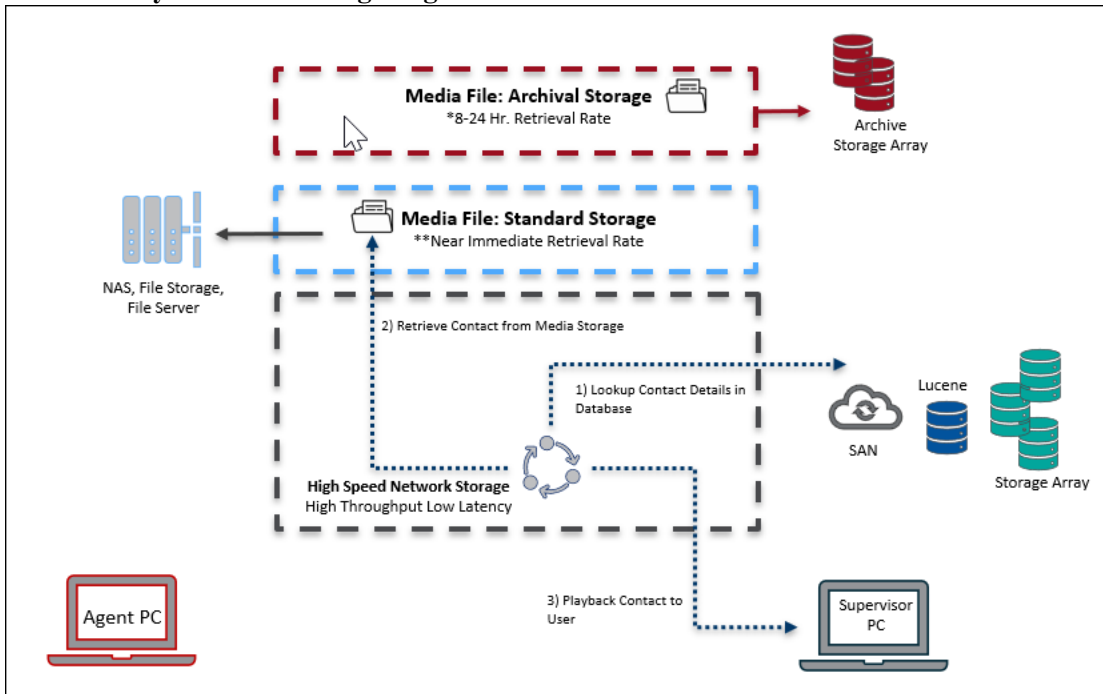 Media File: Archival Storage
*8-24 Hr. Retrieval Rate
Archive
Storage Array
Media File: Standard Storage
**Near Immediate Retrieval Rate
NAS, File Storage,
File Server
2) Retrieve Contact from Media Storage
1) Lookup Contact Details in
Database
Lucene
SAN
Storage Array
High Speed Network Storage
High Throughput Low Latency
Agent PC
3) Playback Contact to
User
Supervisor
PC